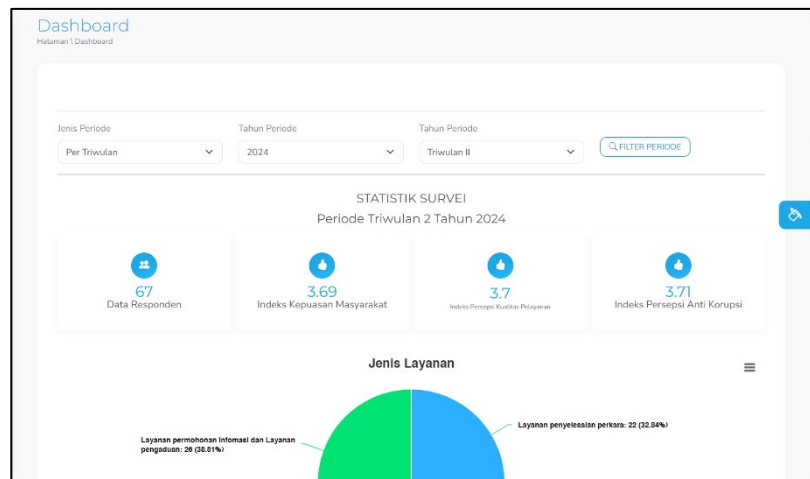 Dashboard
Halaman \ Dashboard
Jenis Periode
Tahun Periode
Tahun Periode
Per Triwulan
2024
Triwulan II
FILTER PERIODE
STATISTIK SURVEI
Periode Triwulan 2 Tahun 2024
67
Data Responden
3.69
Indeks Kepuasan Masyarakat
3.7
Indeks Persepsi Kualitas Pelayanan
3.71
Indeks Persepsi Anti Korupsi
Jenis Layanan
Layanan penyelesaian perkara: 22 (32.84%)
Layanan permohonan Infomasi dan Layanan
pengaduan: 26 (38.81%)